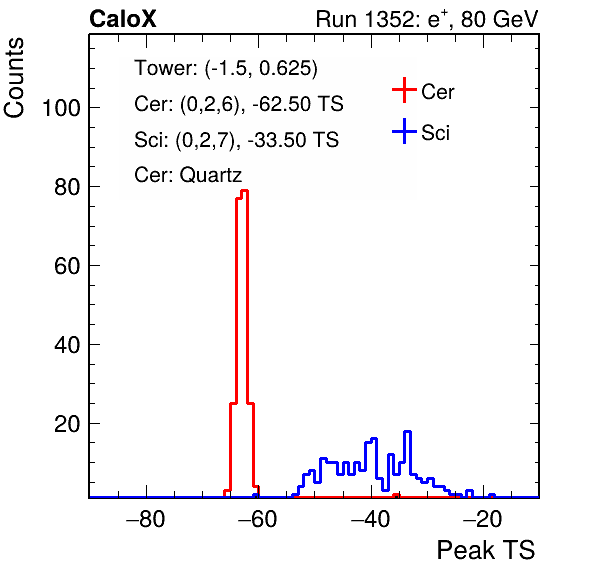 CaloX Run 1352: e⁺, 80 GeV
Counts
Tower: (-1.5, 0.625)
Cer: (0,2,6), -62.50 TS
Sci: (0,2,7), -33.50 TS
Cer: Quartz
Cer
Sci
100
80
60
40
20
−80 −60 −40 −20
Peak TS